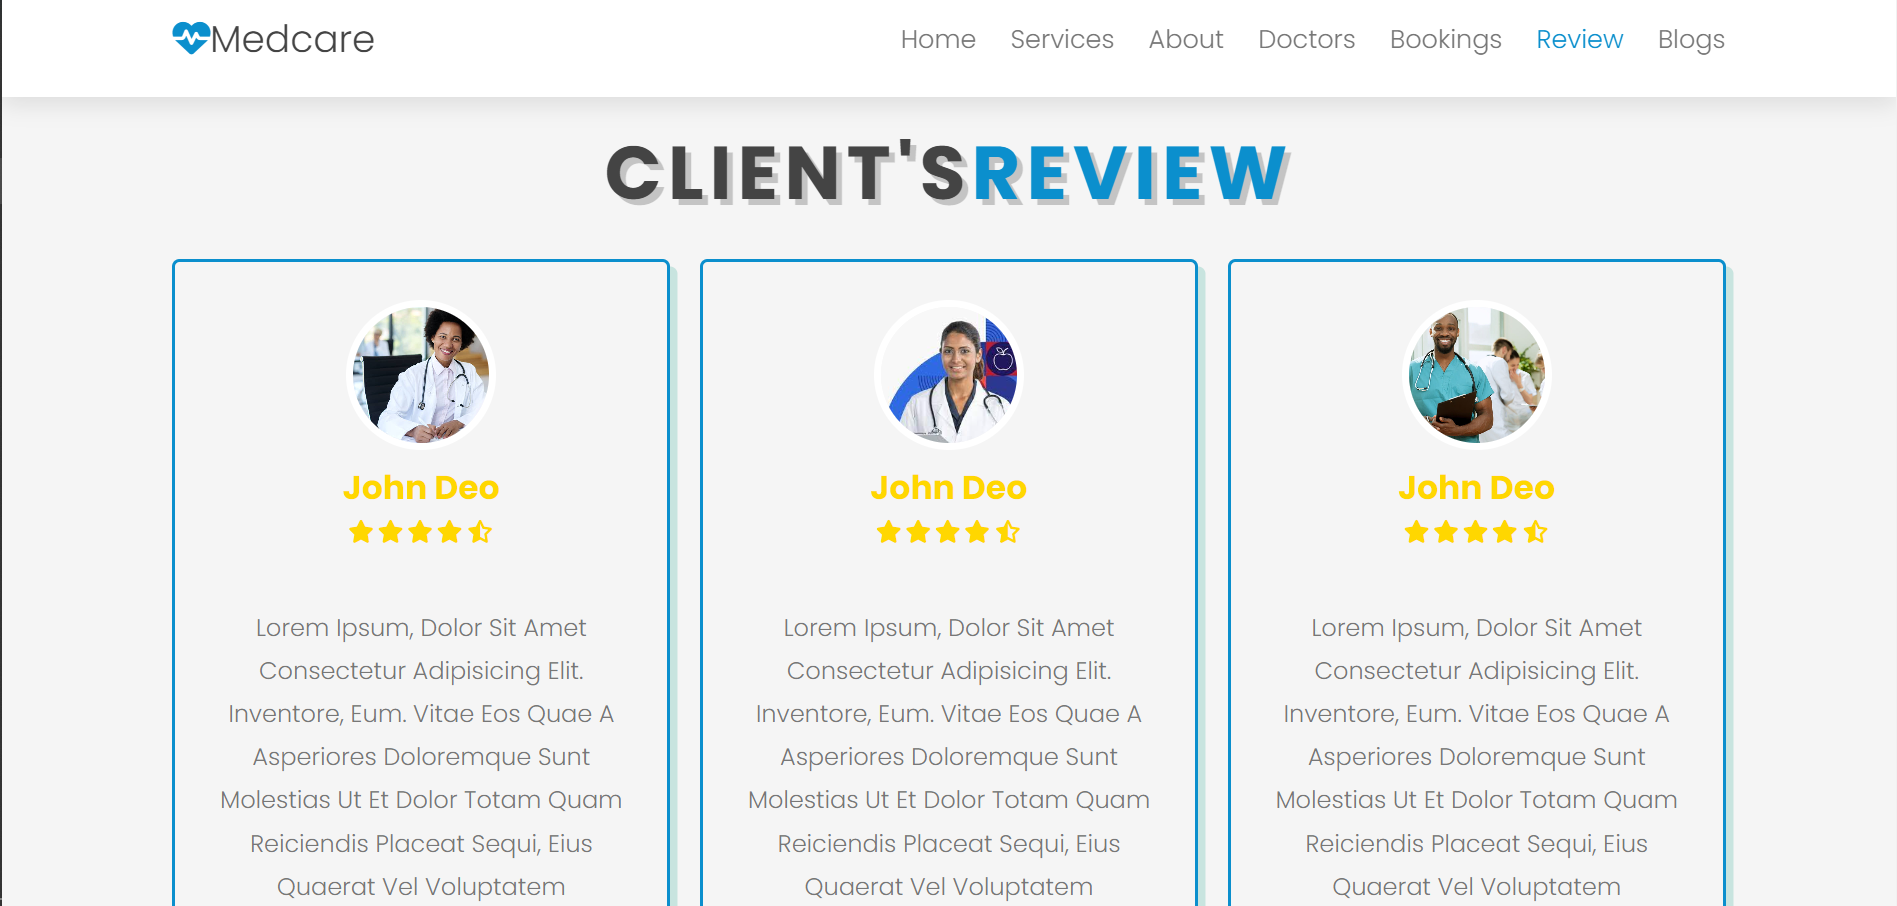 Medcare
Home Services About Doctors Bookings Review Blogs
CLIENT'SREVIEW
John Deo
Lorem Ipsum, Dolor Sit Amet
Consectetur Adipisicing Elit.
Inventore, Eum. Vitae Eos Quae A
Asperiores Doloremque Sunt
Molestias Ut Et Dolor Totam Quam
Reiciendis Placeat Sequi, Eius
Quaerat Vel Voluptatem
John Deo
Lorem Ipsum, Dolor Sit Amet
Consectetur Adipisicing Elit.
Inventore, Eum. Vitae Eos Quae A
Asperiores Doloremque Sunt
Molestias Ut Et Dolor Totam Quam
Reiciendis Placeat Sequi, Eius
Quaerat Vel Voluptatem
John Deo
Lorem Ipsum, Dolor Sit Amet
Consectetur Adipisicing Elit.
Inventore, Eum. Vitae Eos Quae A
Asperiores Doloremque Sunt
Molestias Ut Et Dolor Totam Quam
Reiciendis Placeat Sequi, Eius
Quaerat Vel Voluptatem